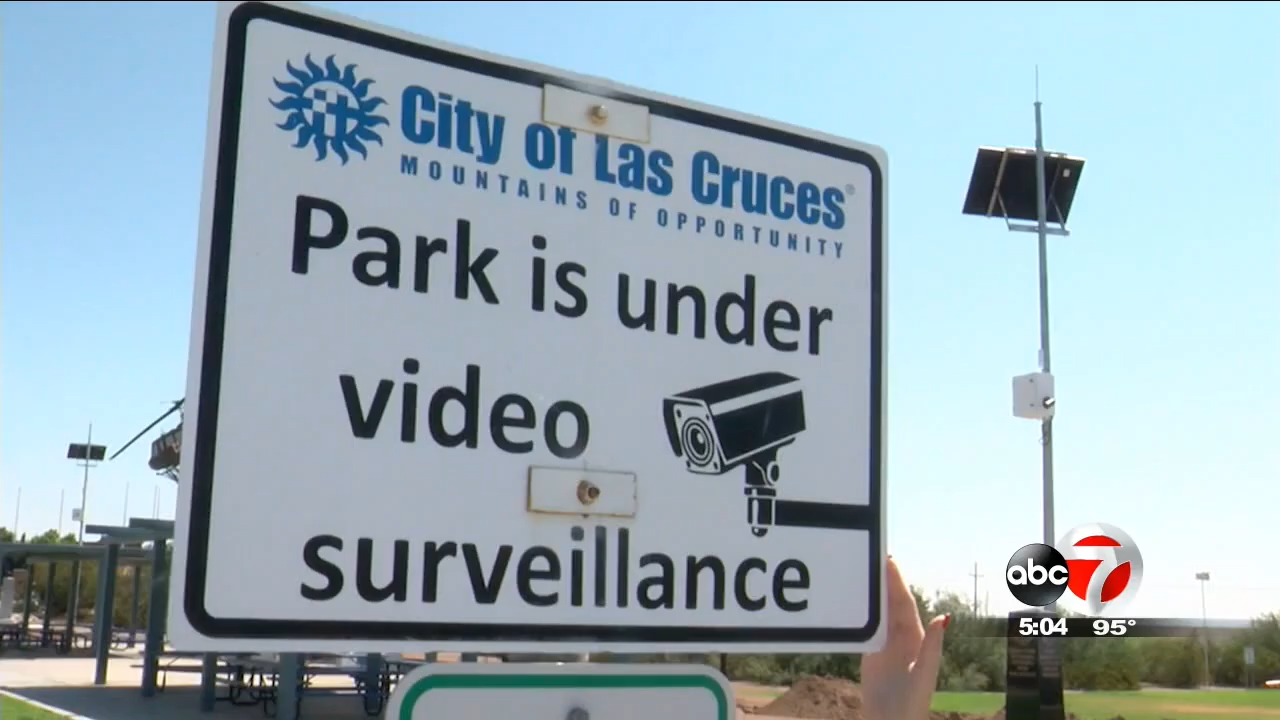 City of Las Cruces®
MOUNTAINS OF OPPORTUNITY
Park is under
video
surveillance
abc 7
5:04 95°